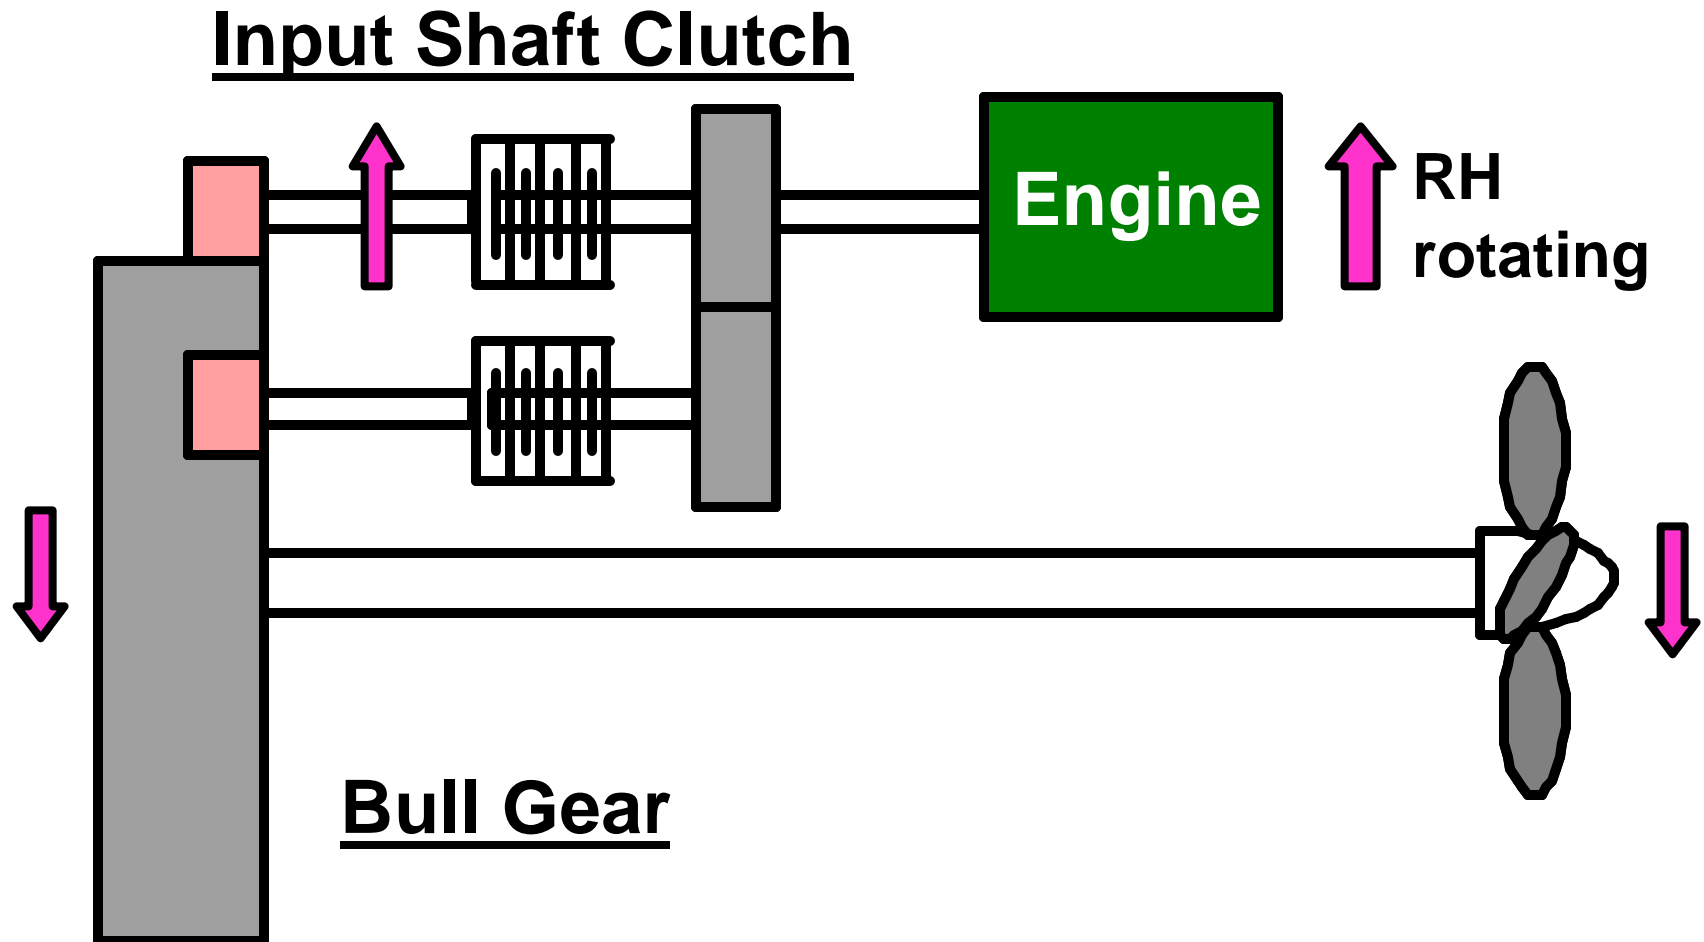 Input Shaft Clutch
Engine
RH
rotating
Bull Gear